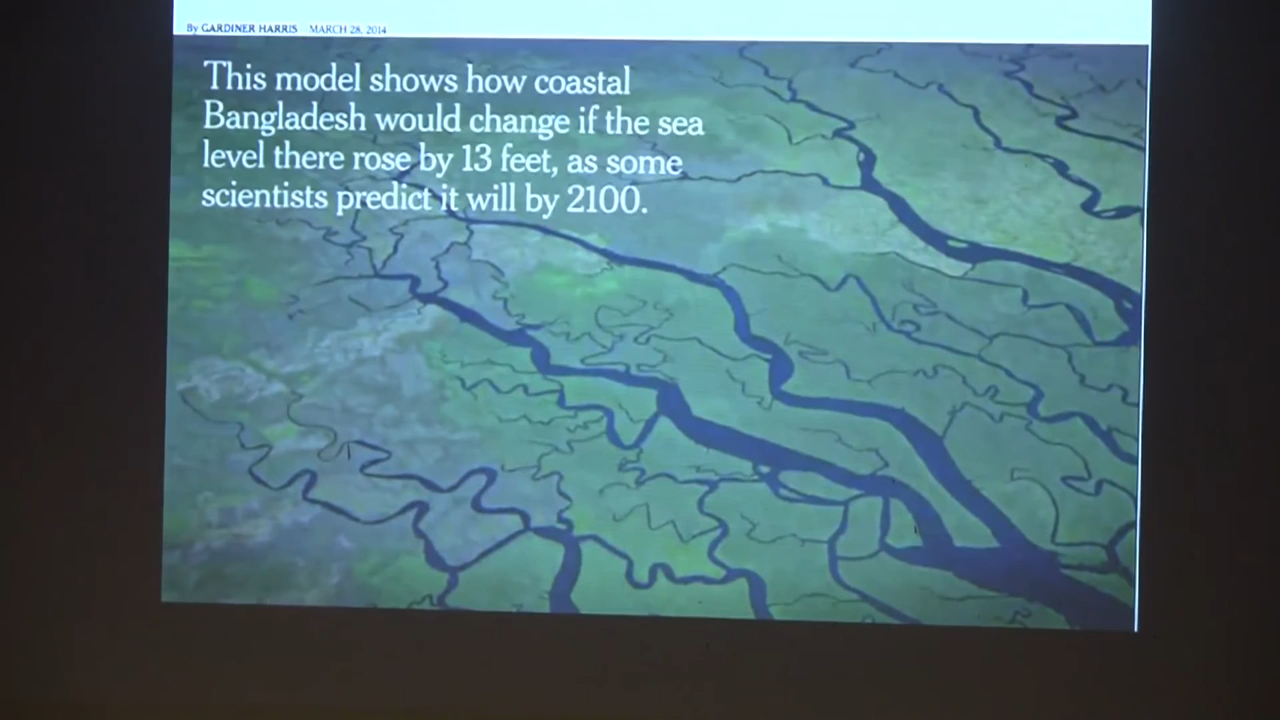 By GARDINER HARRIS MARCH 28, 2014
This model shows how coastal
Bangladesh would change if the sea
level there rose by 13 feet, as some
scientists predict it will by 2100.